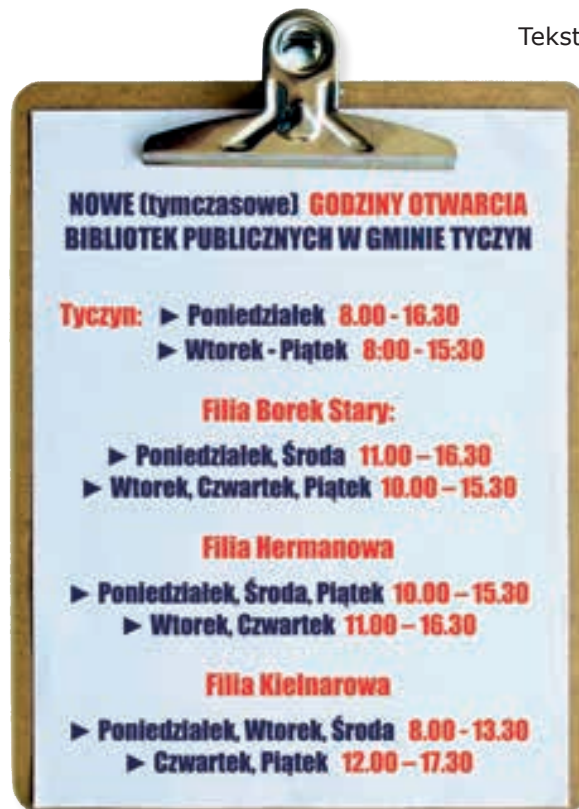 Tekst
NOWE (tymczasowe) GODZINY OTWARCIA
BIBLIOTEK PUBLICZNYCH W GMINIE TYCZYN
Tyczyn: ► Poniedziałek 8.00 - 16.30
► Wtorek - Piątek 8:00 - 15:30
Filia Borek Stary:
► Poniedziałek, Środa 11.00 – 16.30
► Wtorek, Czwartek, Piątek 10.00 – 15.30
Filia Hermanowa
► Poniedziałek, Środa, Piątek 10.00 – 15.30
► Wtorek, Czwartek 11.00 – 16.30
Filia Kielnarowa
► Poniedziałek, Wtorek, Środa 8.00 - 13.30
► Czwartek, Piątek 12.00 – 17.30